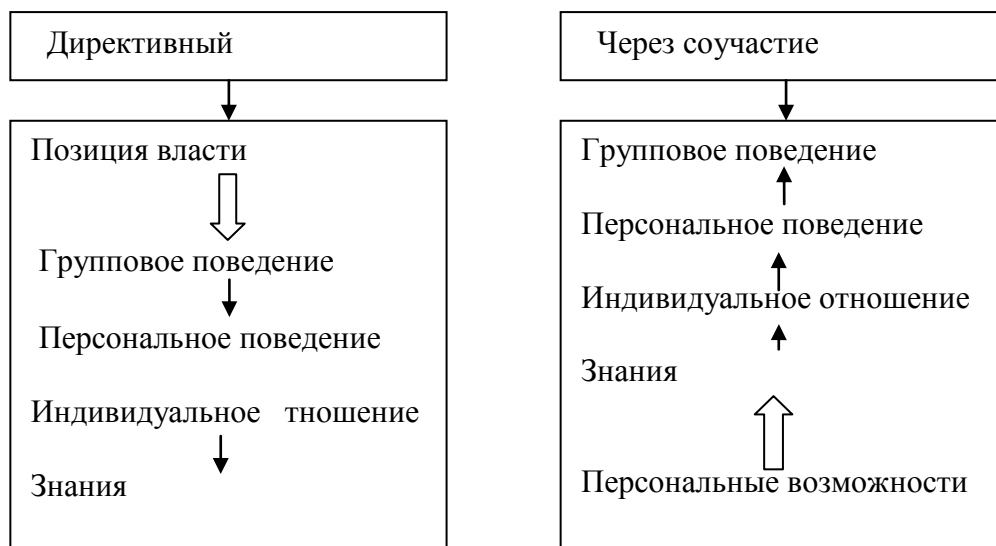 Директивный
Позиция власти
Групповое поведение
Персональное поведение
Индивидуальное тношение
Знания
Через соучастие
Групповое поведение
Персональное поведение
Индивидуальное отношение
Знания
Персональные возможности